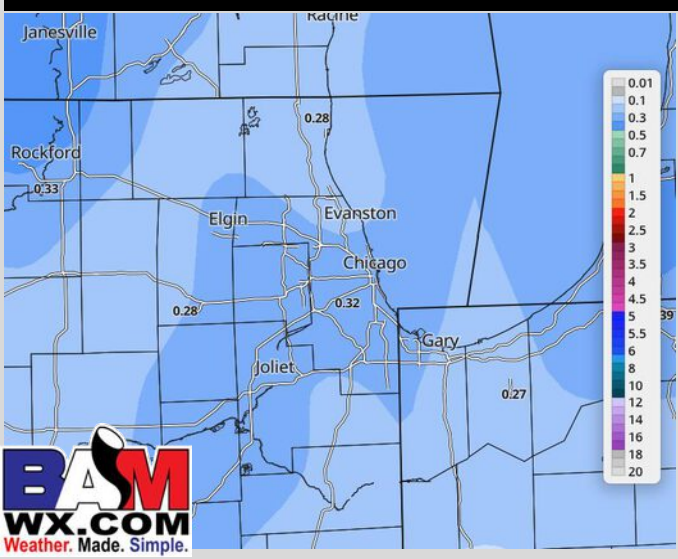 Racine
Janesville
0.28
Rockford
0.33
Elgin
Evanston
Chicago
0.28
0.32
39
Gary
Joliet
0.27
0.01
0.1
0.3
0.5
0.7
1
1.5
2
2.5
3
3.5
4
4.5
5
5.5
6
8
10
12
14
16
18
20
BAM
WX.COM
Weather. Made. Simple.